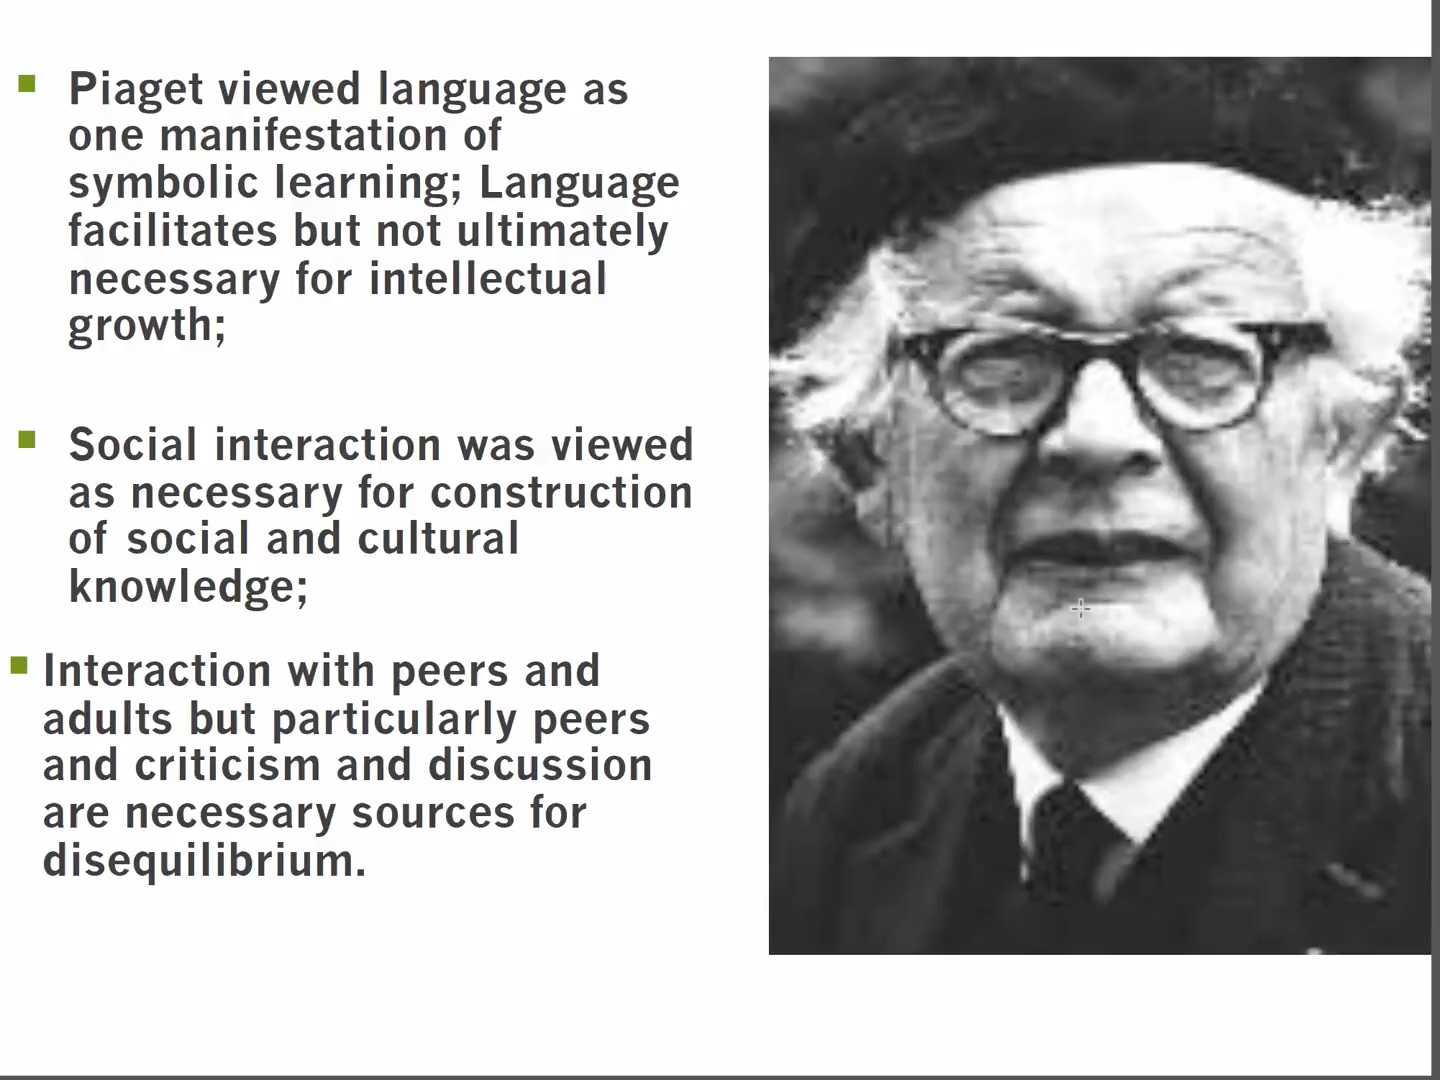 Piaget viewed language as
one manifestation of
symbolic learning; Language
facilitates but not ultimately
necessary for intellectual
growth;
Social interaction was viewed
as necessary for construction
of social and cultural
knowledge;
Interaction with peers and
adults but particularly peers
and criticism and discussion
are necessary sources for
disequilibrium.